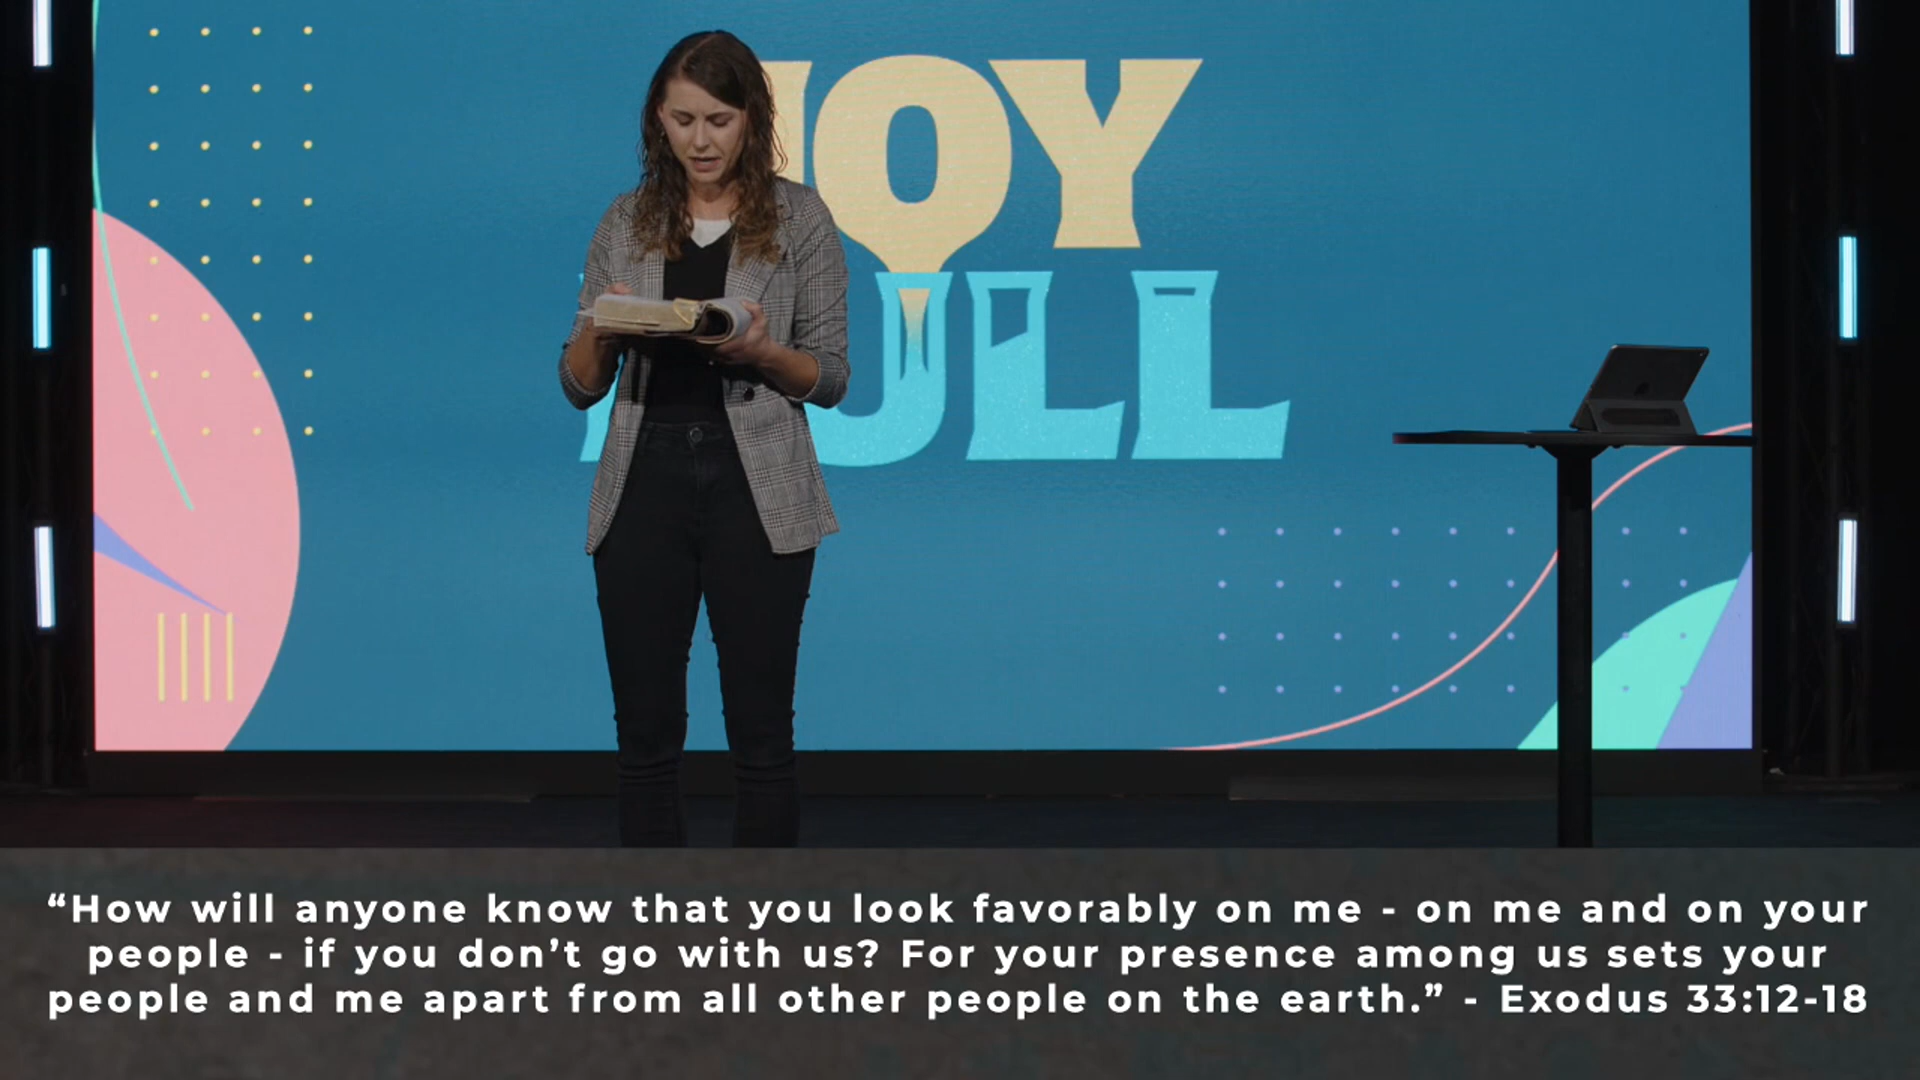 JOY
FULL
“How will anyone know that you look favorably on me - on me and on your
people - if you don’t go with us? For your presence among us sets your
people and me apart from all other people on the earth.” - Exodus 33:12-18